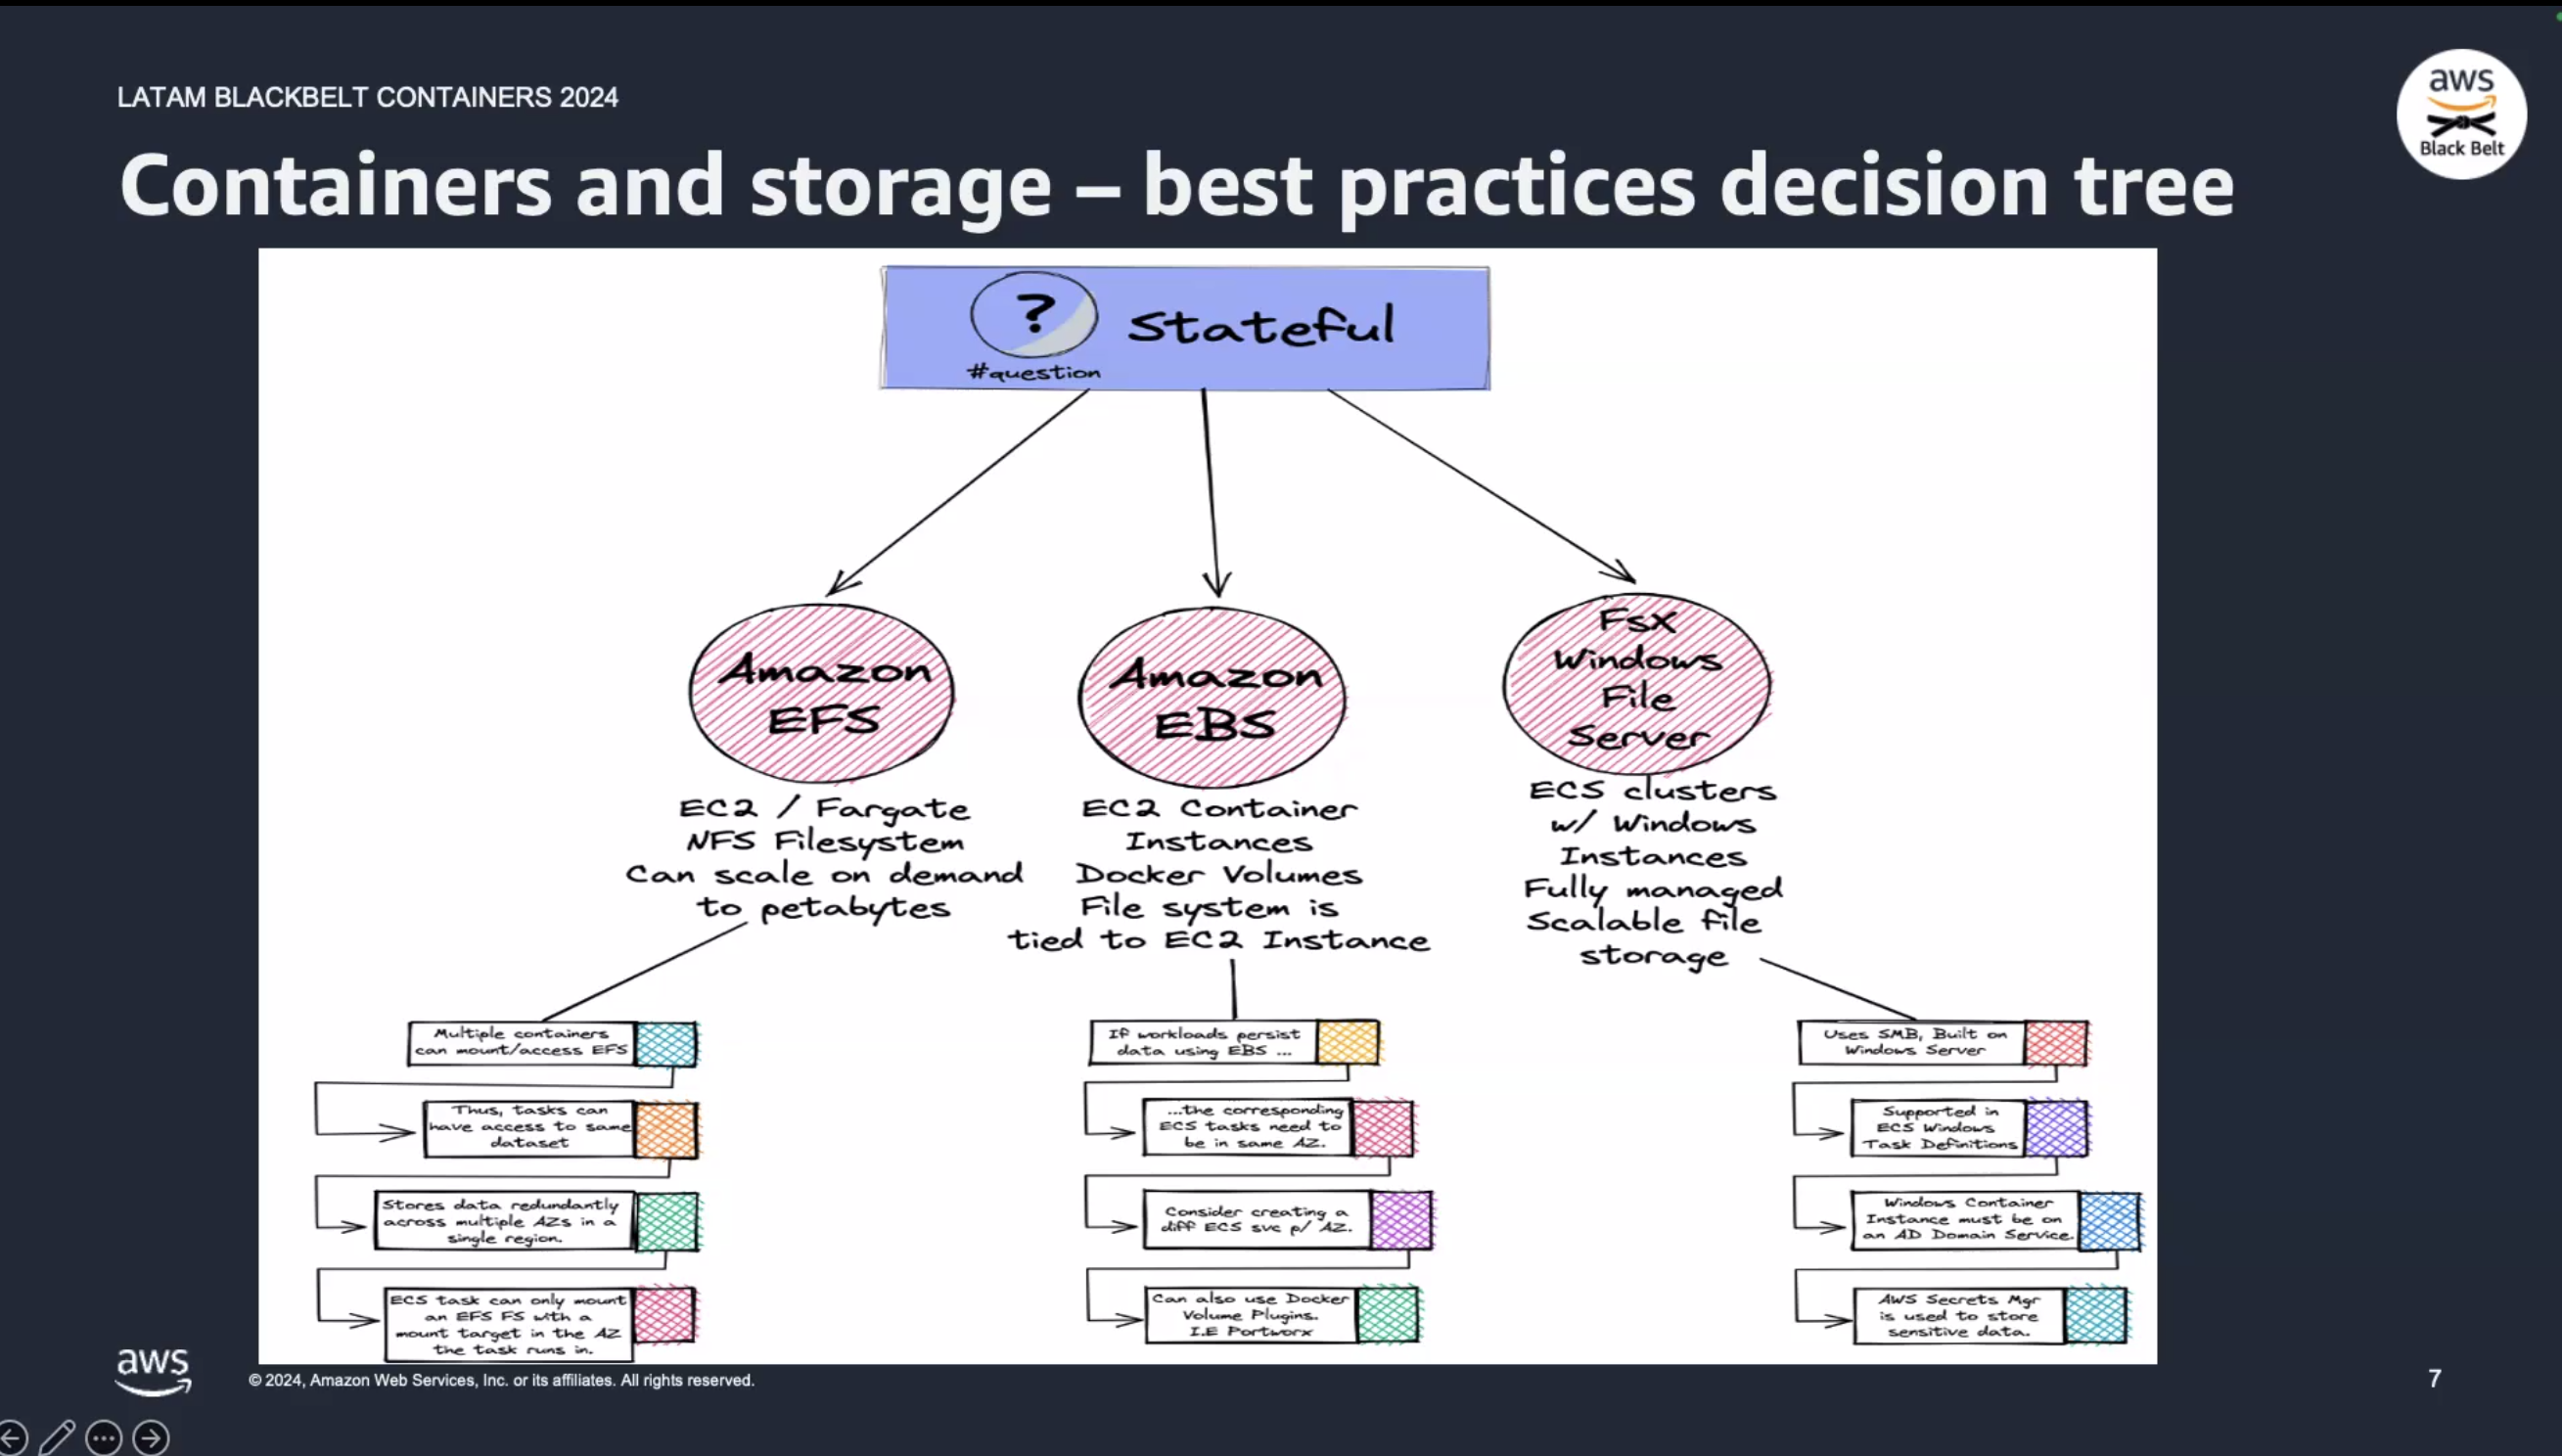 LATAM BLACKBELT CONTAINERS 2024
aws
Black Belt
Containers and storage – best practices decision tree
?
#question
Stateful
Amazon
EFS
EC2 / Fargate
NFS Filesystem
Can scale on demand
to petabytes
Multiple containers
can mount/access EFS
Thus, tasks can
have access to same
dataset
Stores data redundantly
across multiple AZs in a
single region.
ECS task can only mount
an EFS FS with a
mount target in the AZ
the task runs in.
Amazon
EBS
EC2 Container
Instances
Docker Volumes
File system is
tied to EC2 Instance
If workloads persist
data using EBS ...
...the corresponding
ECS tasks need to
be in same AZ.
Consider creating a
diff ECS svc p/ AZ.
Can also use Docker
Volume Plugins.
I.E Portworx
FsX
Windows
File
Server
ECS clusters
w/ Windows
Instances
Fully managed
Scalable file
storage
Uses SMB, Built on
Windows Server
Supported in
ECS Windows
Task Definitions
Windows Container
Instance must be on
an AD Domain Service.
AWS Secrets Mgr
is used to store
sensitive data.
aws
© 2024, Amazon Web Services, Inc. or its affiliates. All rights reserved.
7